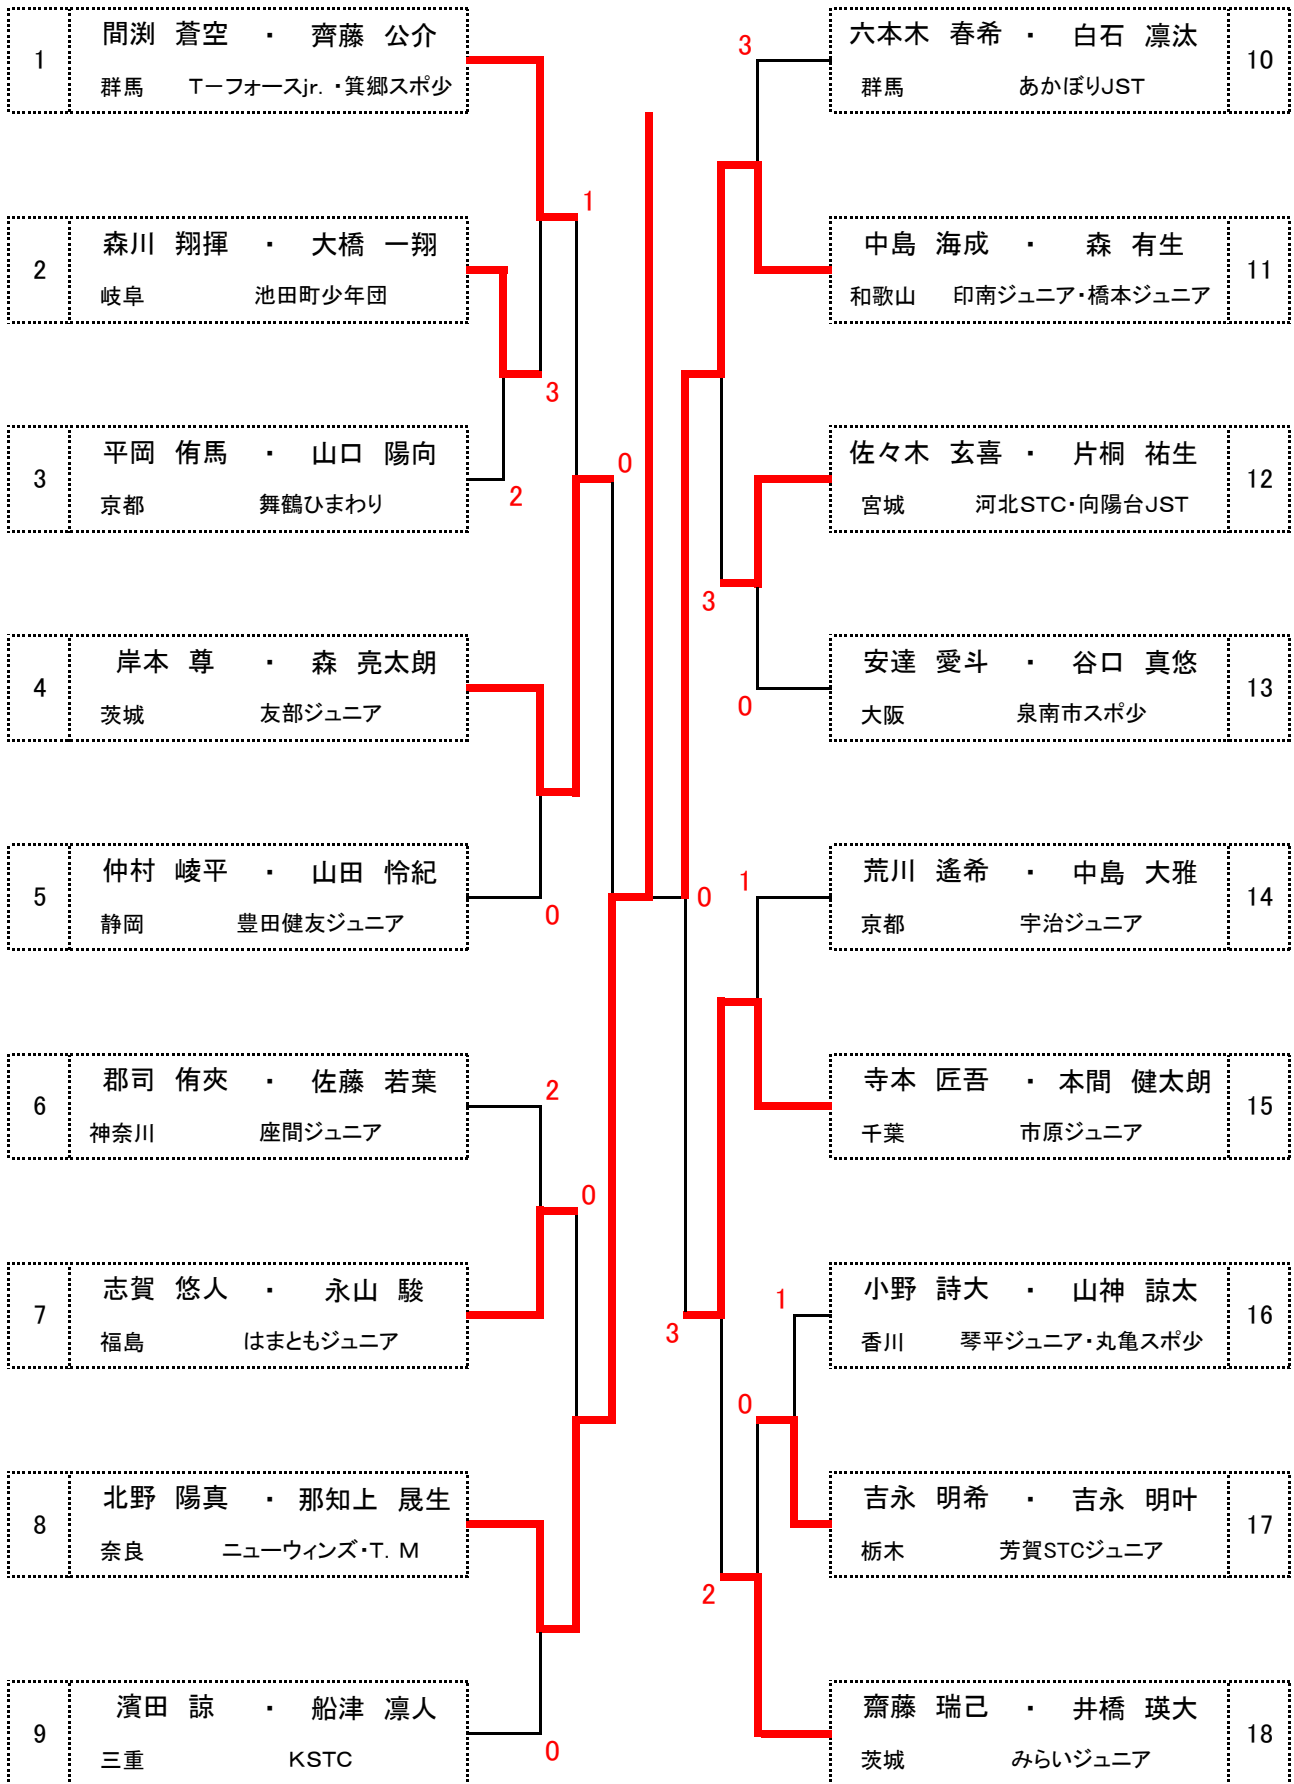 1
間渕 蒼空 ・ 齊藤 公介
群馬 T－フォースjr. ・箕郷スポ少
2
森川 翔揮 ・ 大橋 一翔
岐阜 池田町少年団
3
平岡 侑馬 ・ 山口 陽向
京都 舞鶴ひまわり
4
岸本 尊 ・ 森 亮太朗
茨城 友部ジュニア
5
仲村 崚平 ・ 山田 怜紀
静岡 豊田健友ジュニア
6
郡司 侑夾 ・ 佐藤 若葉
神奈川 座間ジュニア
7
志賀 悠人 ・ 永山 駿
福島 はまともジュニア
8
北野 陽真 ・ 那知上 晟生
奈良 ニューウィンズ・T. M
9
濱田 諒 ・ 船津 凛人
三重 KSTC
1
3
2
0
0
2
0
0
3
3
0
0
1
3
1
0
2
六本木 春希 ・ 白石 凛汰
群馬 あかぼりJST
10
中島 海成 ・ 森 有生
和歌山 印南ジュニア・橋本ジュニア
11
佐々木 玄喜 ・ 片桐 祐生
宮城 河北STC・向陽台JST
12
安達 愛斗 ・ 谷口 真悠
大阪 泉南市スポ少
13
荒川 遙希 ・ 中島 大雅
京都 宇治ジュニア
14
寺本 匠吾 ・ 本間 健太朗
千葉 市原ジュニア
15
小野 詩大 ・ 山神 諒太
香川 琴平ジュニア・丸亀スポ少
16
吉永 明希 ・ 吉永 明叶
栃木 芳賀STCジュニア
17
齋藤 瑞己 ・ 井橋 瑛大
茨城 みらいジュニア
18